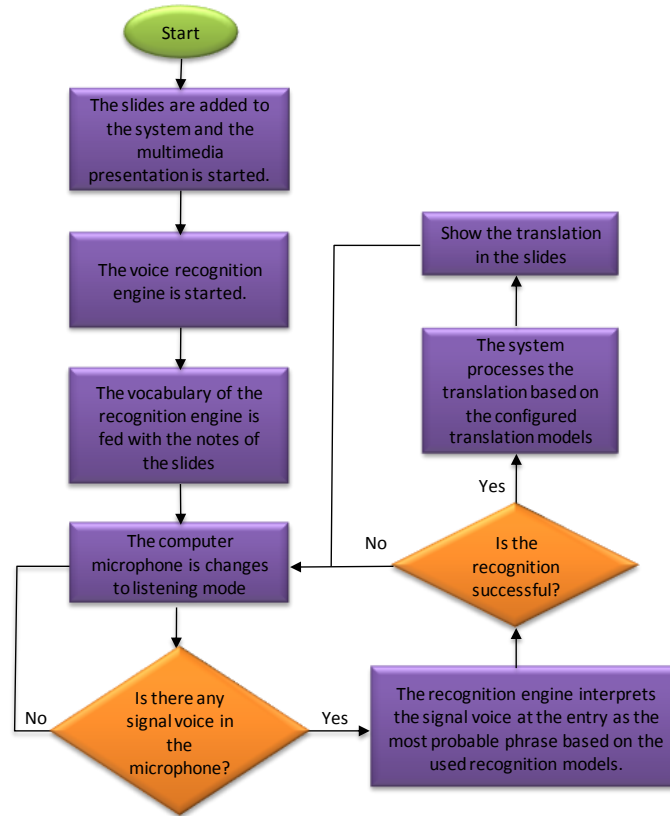 Start
The slides are added to
the system and the
multimedia
presentation is started.
The voice recognition
engine is started.
The vocabulary of the
recognition engine is
fed with the notes of
the slides
The computer
microphone is changes
to listening mode
Is there any
signal voice in
the
microphone?
No
Yes
The recognition engine interprets
the signal voice at the entry as the
most probable phrase based on the
used recognition models.
Is the
recognition
successful?
No
Yes
The system
processes the
translation based on
the configured
translation models
Show the translation
in the slides